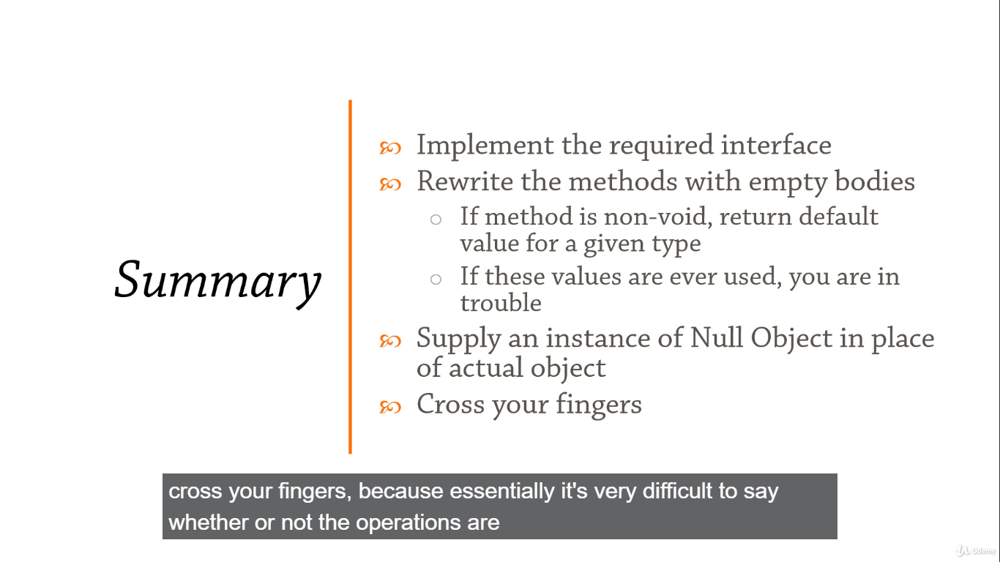 Summary
Implement the required interface
Rewrite the methods with empty bodies
If method is non-void, return default
value for a given type
If these values are ever used, you are in
trouble
Supply an instance of Null Object in place
of actual object
Cross your fingers
cross your fingers, because essentially it's very difficult to say
whether or not the operations are
Udemy